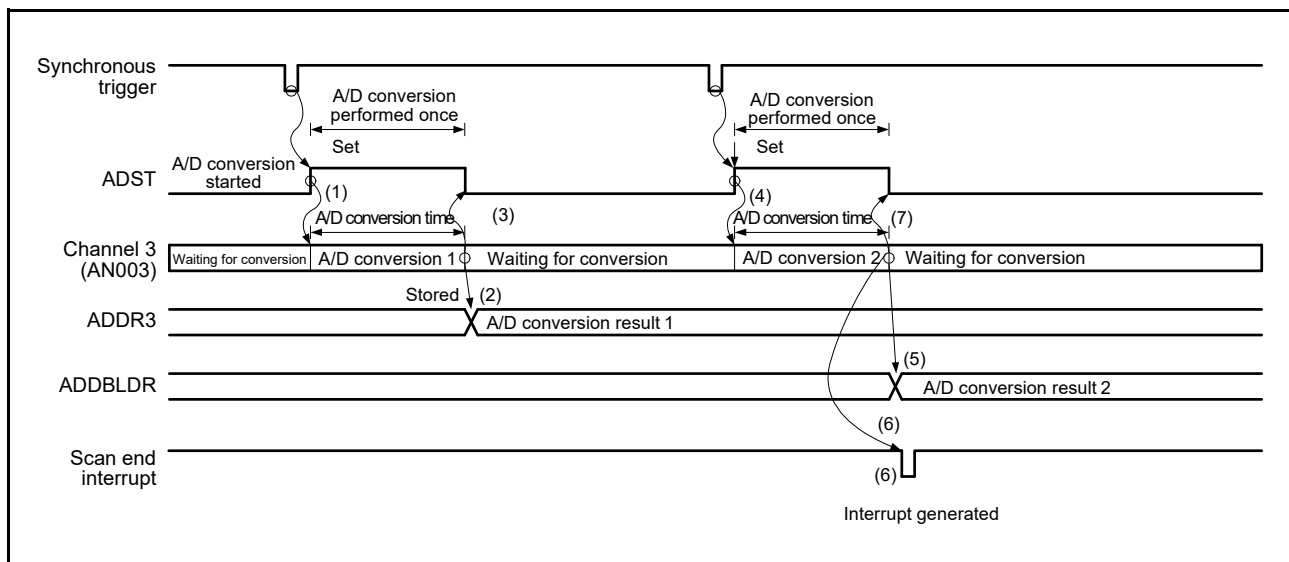 Synchronous
trigger
A/D conversion
performed once
A/D conversion
performed once
Set
Set
A/D conversion
started
ADST
(1)
(3)
(4)
(7)
A/D conversion time
A/D conversion time
Channel 3
(AN003)
Waiting for conversion
A/D conversion 1
Waiting for conversion
A/D conversion 2
Waiting for conversion
Stored
(2)
ADDR3
A/D conversion result 1
(5)
ADDBLDR
A/D conversion result 2
(6)
Scan end
interrupt
(6)
Interrupt generated